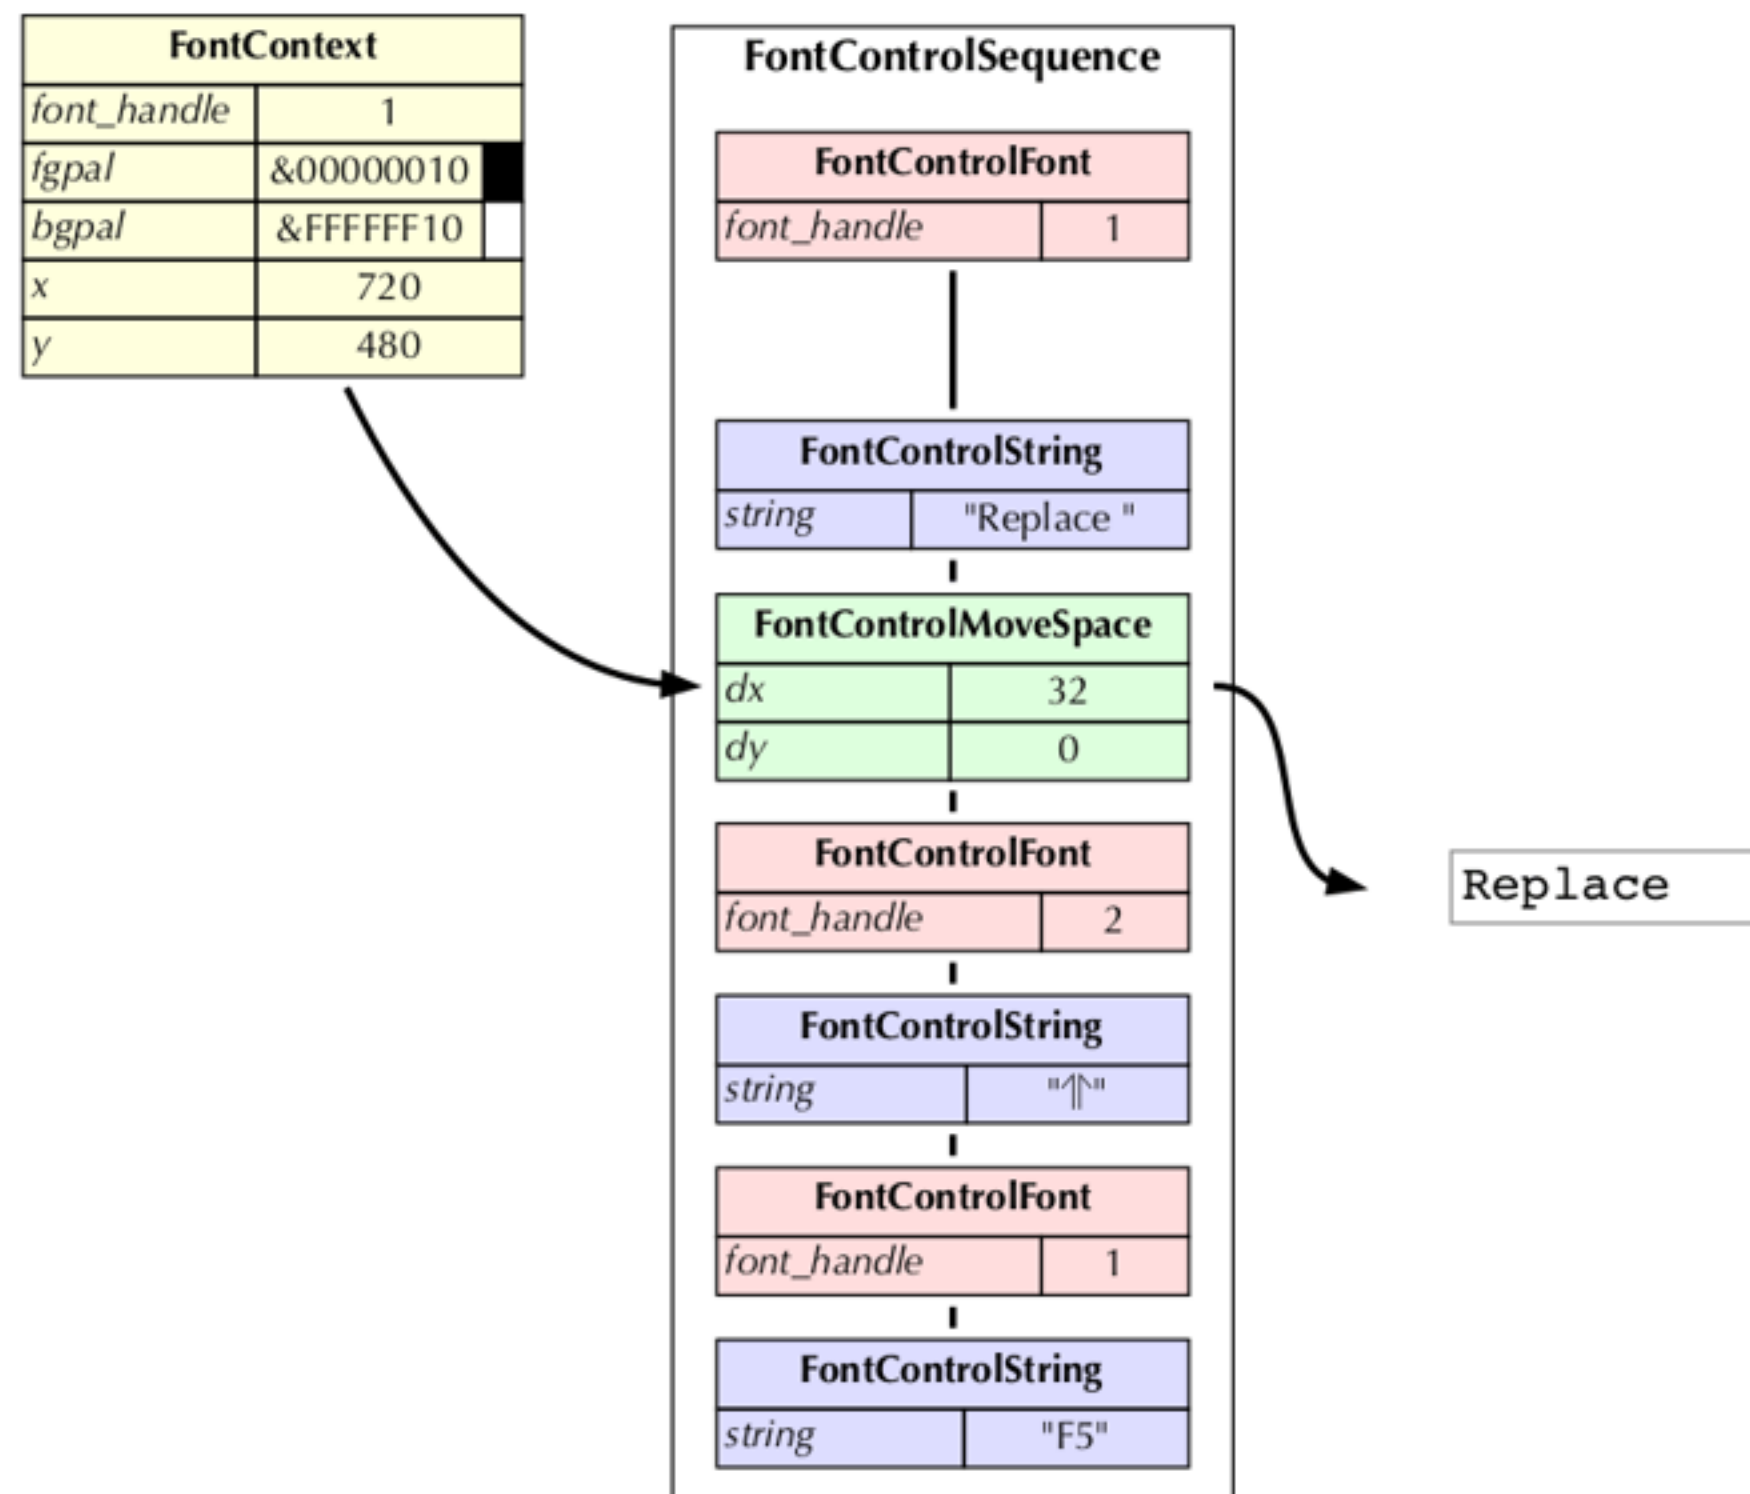 FontContext
font_handle 1
fgpal &00000010
bgpal &FFFFFF10
x 720
y 480
FontControlSequence
FontControlFont
font_handle 1
FontControlString
string "Replace "
FontControlMoveSpace
dx 32
dy 0
FontControlFont
font_handle 2
FontControlString
string "⥣"
FontControlFont
font_handle 1
FontControlString
string "F5"
Replace